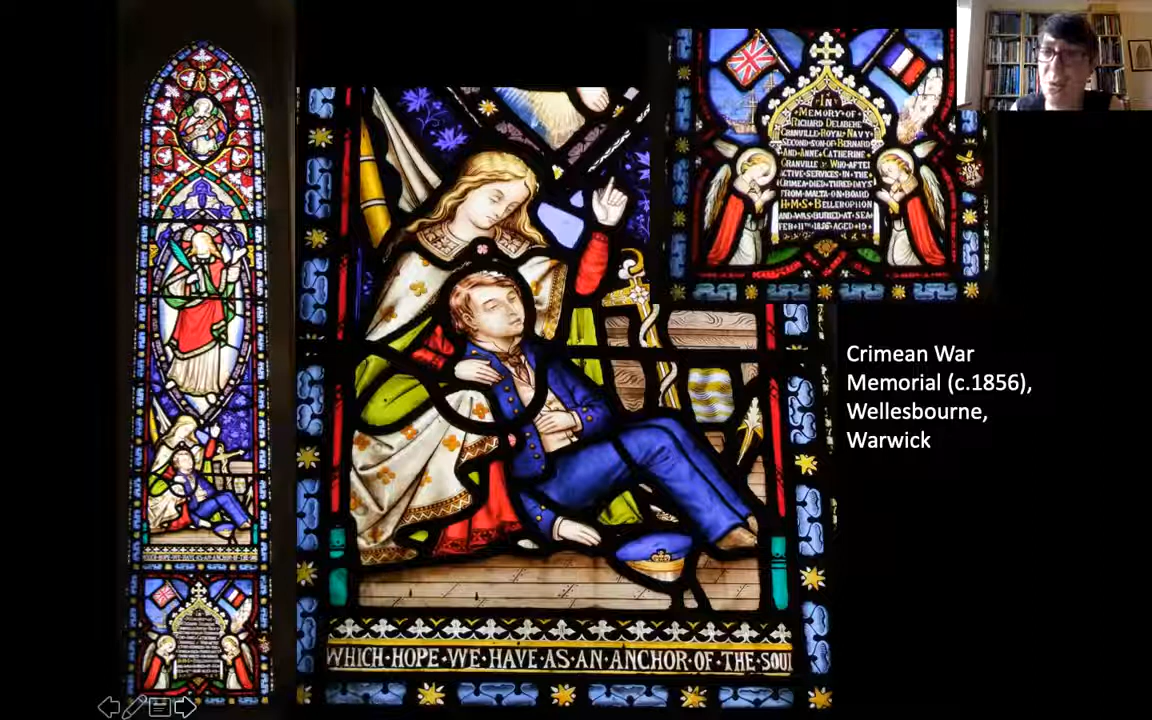 IN
MEMORY·OF
RICHARD DELABERE
GRANVILLE·ROYAL·NAVY
SECOND·SON·OF·BERNARD
AND·ANNE·CATHERINE
GRANVILLE WHO·AFTER
ACTIVE·SERVICES·IN·THE
CRIMEA·DIED·THREE·DAYS
FROM·MALTA·ON·BOARD
H·M·S·BELLEROPHON
AND·WAS·BURIED·AT·SEA
FEB·11TH·1856·AGED·19
Crimean War
Memorial (c.1856),
Wellesbourne,
Warwick
WHICH·HOPE·WE·HAVE·AS·AN·ANCHOR·OF·THE·SOUL